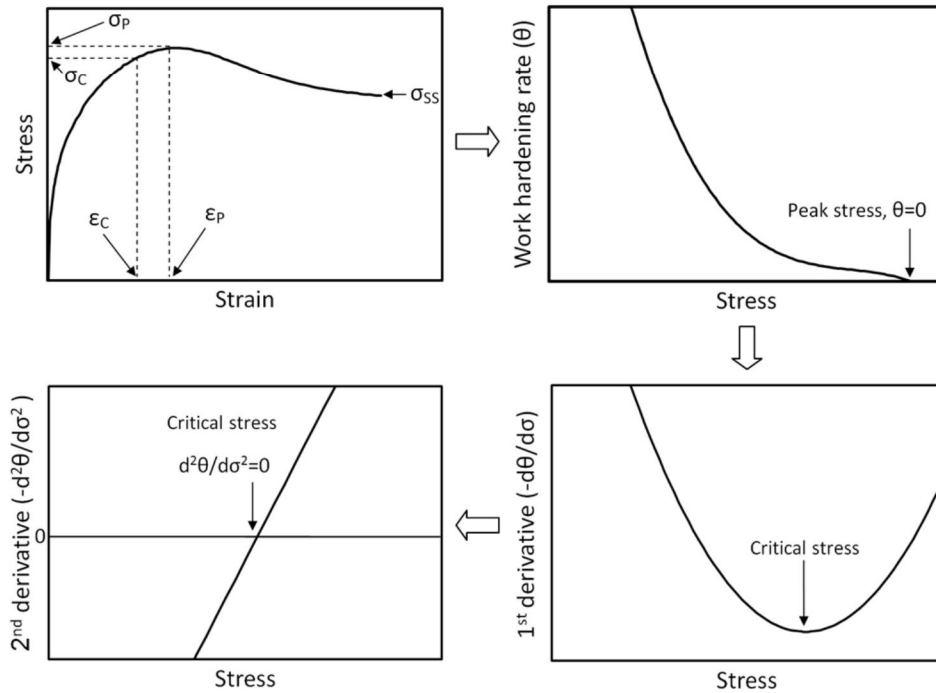 σP
σC
σSS
εC
εP
Stress
Strain
Work hardening rate (θ)
Peak stress, θ=0
Stress
2nd derivative (-d²θ/dσ²)
Critical stress
d²θ/dσ²=0
0
Stress
1st derivative (-dθ/dσ)
Critical stress
Stress